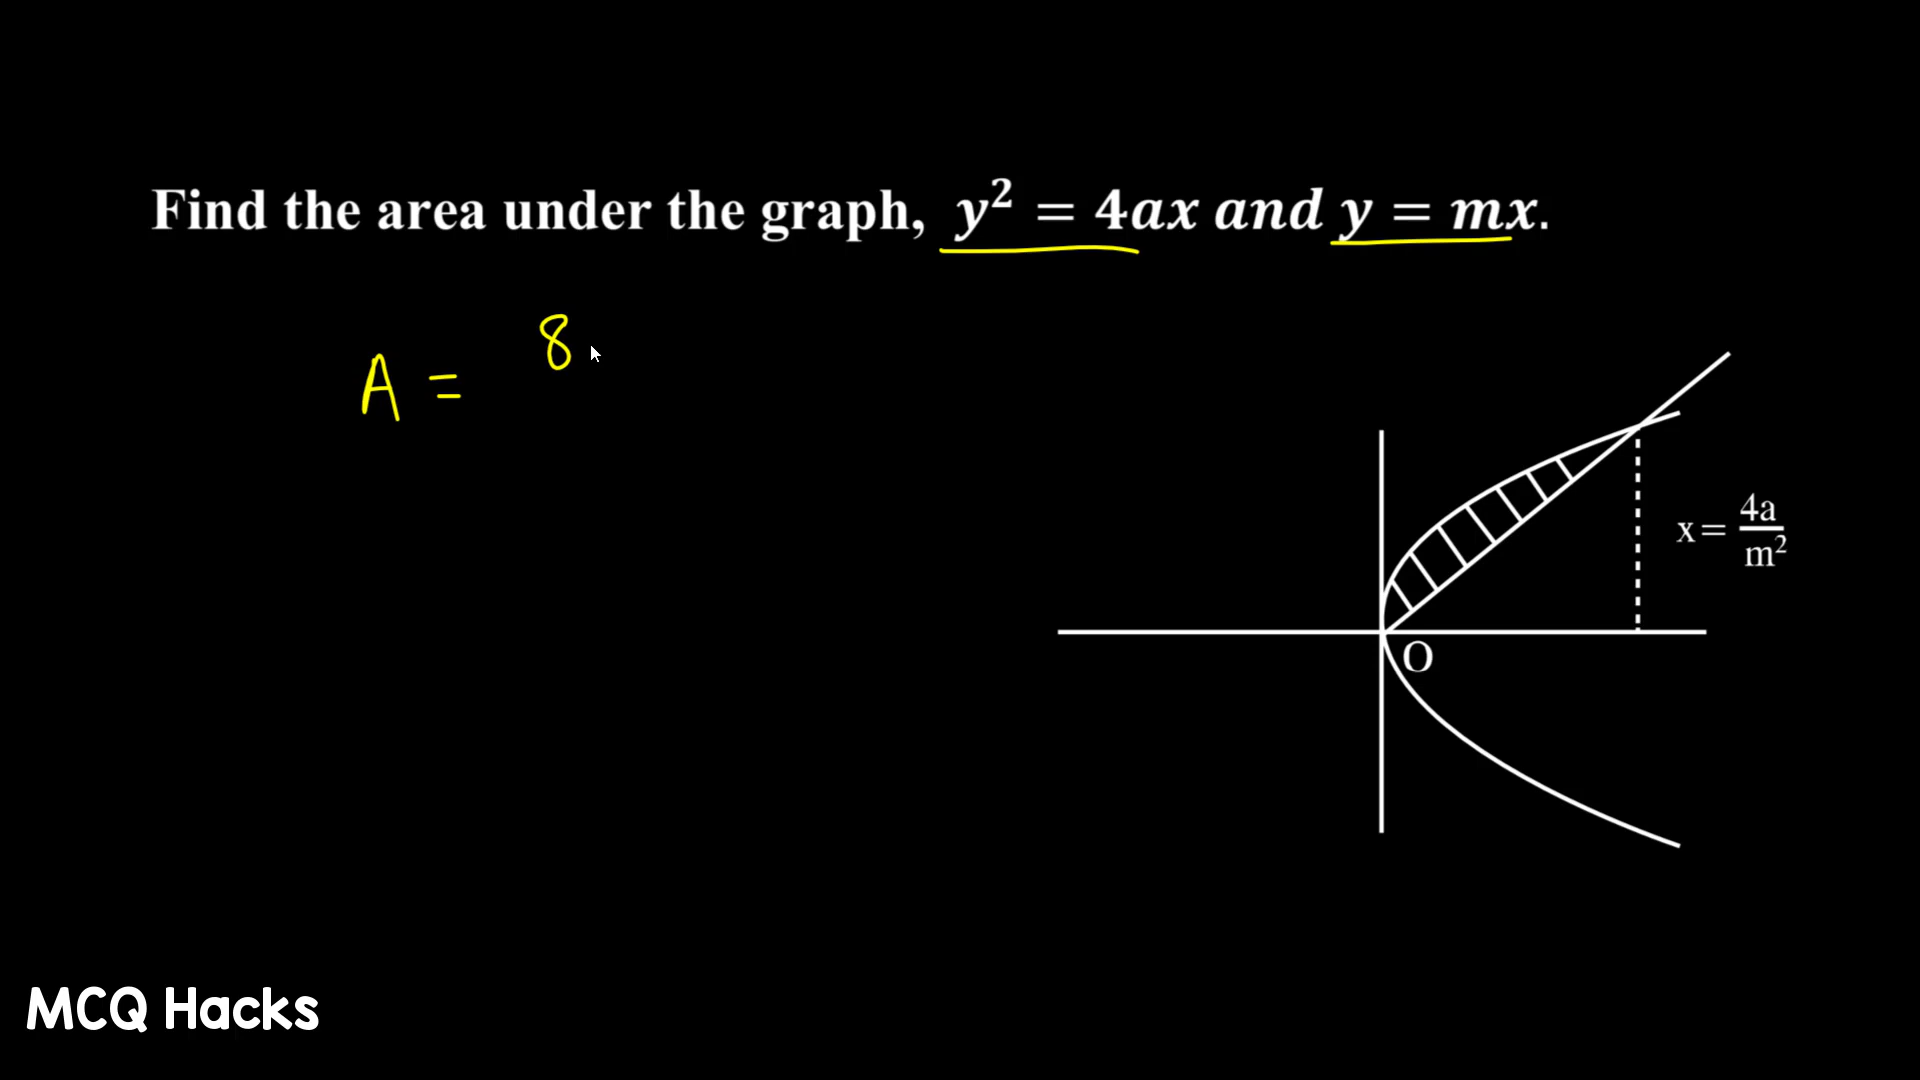 Find the area under the graph, y² = 4ax and y = mx.
A = 8
x = 4a/m²
O
MCQ Hacks